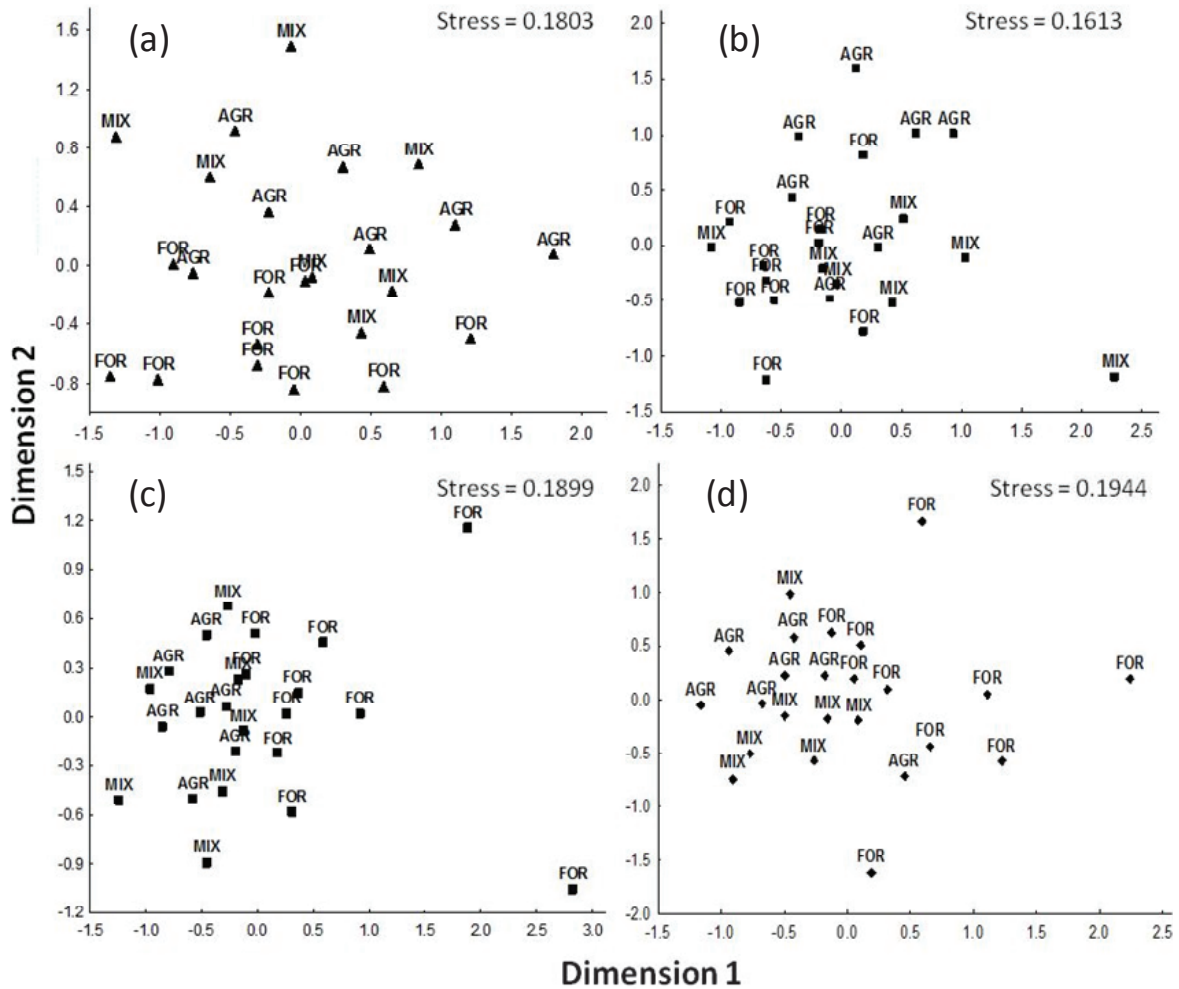 Dimension 2
(a)
Stress = 0.1803
1.6
1.2
0.8
0.4
0.0
-0.4
-0.8
MIX
MIX
AGR
MIX
AGR
MIX
AGR
AGR
AGR
AGR
FOR
AGR
FOR
MIX
FOR
MIX
MIX
FOR
FOR
FOR
FOR
FOR
FOR
FOR
-1.5 -1.0 -0.5 0.0 0.5 1.0 1.5 2.0
(b)
Stress = 0.1613
2.0
1.5
1.0
0.5
0.0
-0.5
-1.0
-1.5
AGR
AGR
AGR AGR
FOR
AGR
FOR
FOR
MIX
MIX
FOR
AGR
MIX
FOR
FOR
MIX
MIX
FOR
FOR
AGR
MIX
FOR
FOR
MIX
-1.5 -1.0 -0.5 0.0 0.5 1.0 1.5 2.0 2.5
(c)
Stress = 0.1899
1.5
1.2
0.9
0.6
0.3
0.0
-0.3
-0.6
-0.9
-1.2
FOR
MIX
AGR
FOR
FOR
AGR
MIX
MIX
FOR
FOR
AGR
AGR
AGR
FOR
FOR
MIX
AGR
FOR
MIX
AGR
MIX
FOR
MIX
FOR
-1.5 -1.0 -0.5 0.0 0.5 1.0 1.5 2.0 2.5 3.0
(d)
Stress = 0.1944
2.0
1.5
1.0
0.5
0.0
-0.5
-1.0
-1.5
-2.0
FOR
MIX
AGR
FOR
FOR
AGR
AGR
AGR
FOR
FOR
FOR
FOR
AGR
AGR
MIX
MIX
MIX
MIX
MIX
MIX
FOR
FOR
AGR
FOR
-1.5 -1.0 -0.5 0.0 0.5 1.0 1.5 2.0 2.5
Dimension 1